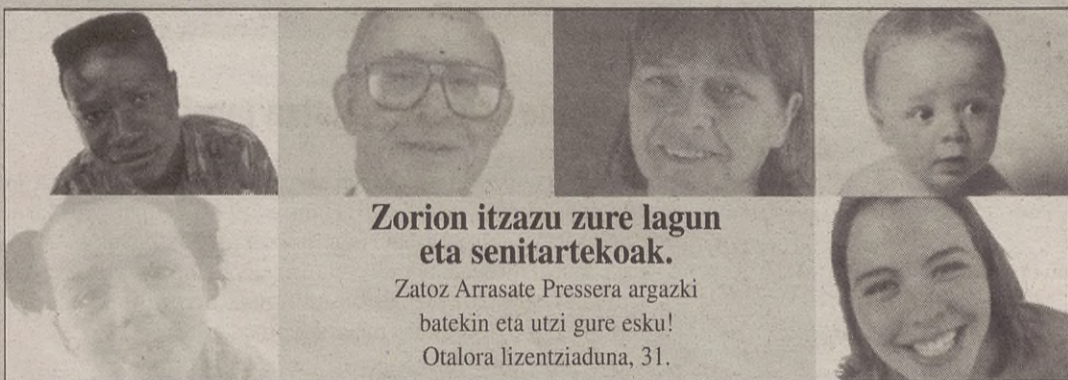 Zorion itzazu zure lagun
eta senitartekoak.
Zatoz Arrasate Pressera argazki
batekin eta utzi gure esku!
Otalora lizentziaduna, 31.